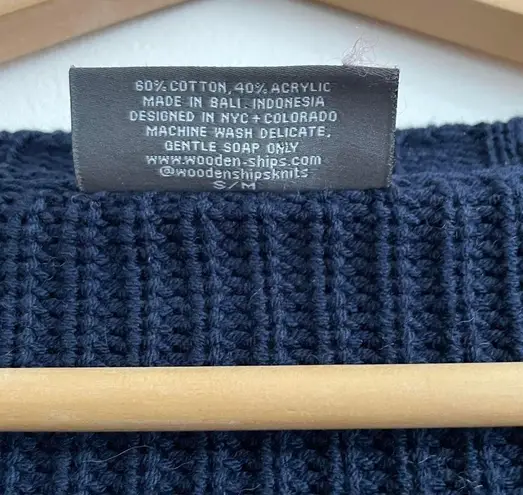 60% COTTON, 40% ACRYLIC
MADE IN BALI, INDONESIA
DESIGNED IN NYC + COLORADO
MACHINE WASH DELICATE,
GENTLE SOAP ONLY
www.wooden-ships.com
@woodenshipsknits
S/M